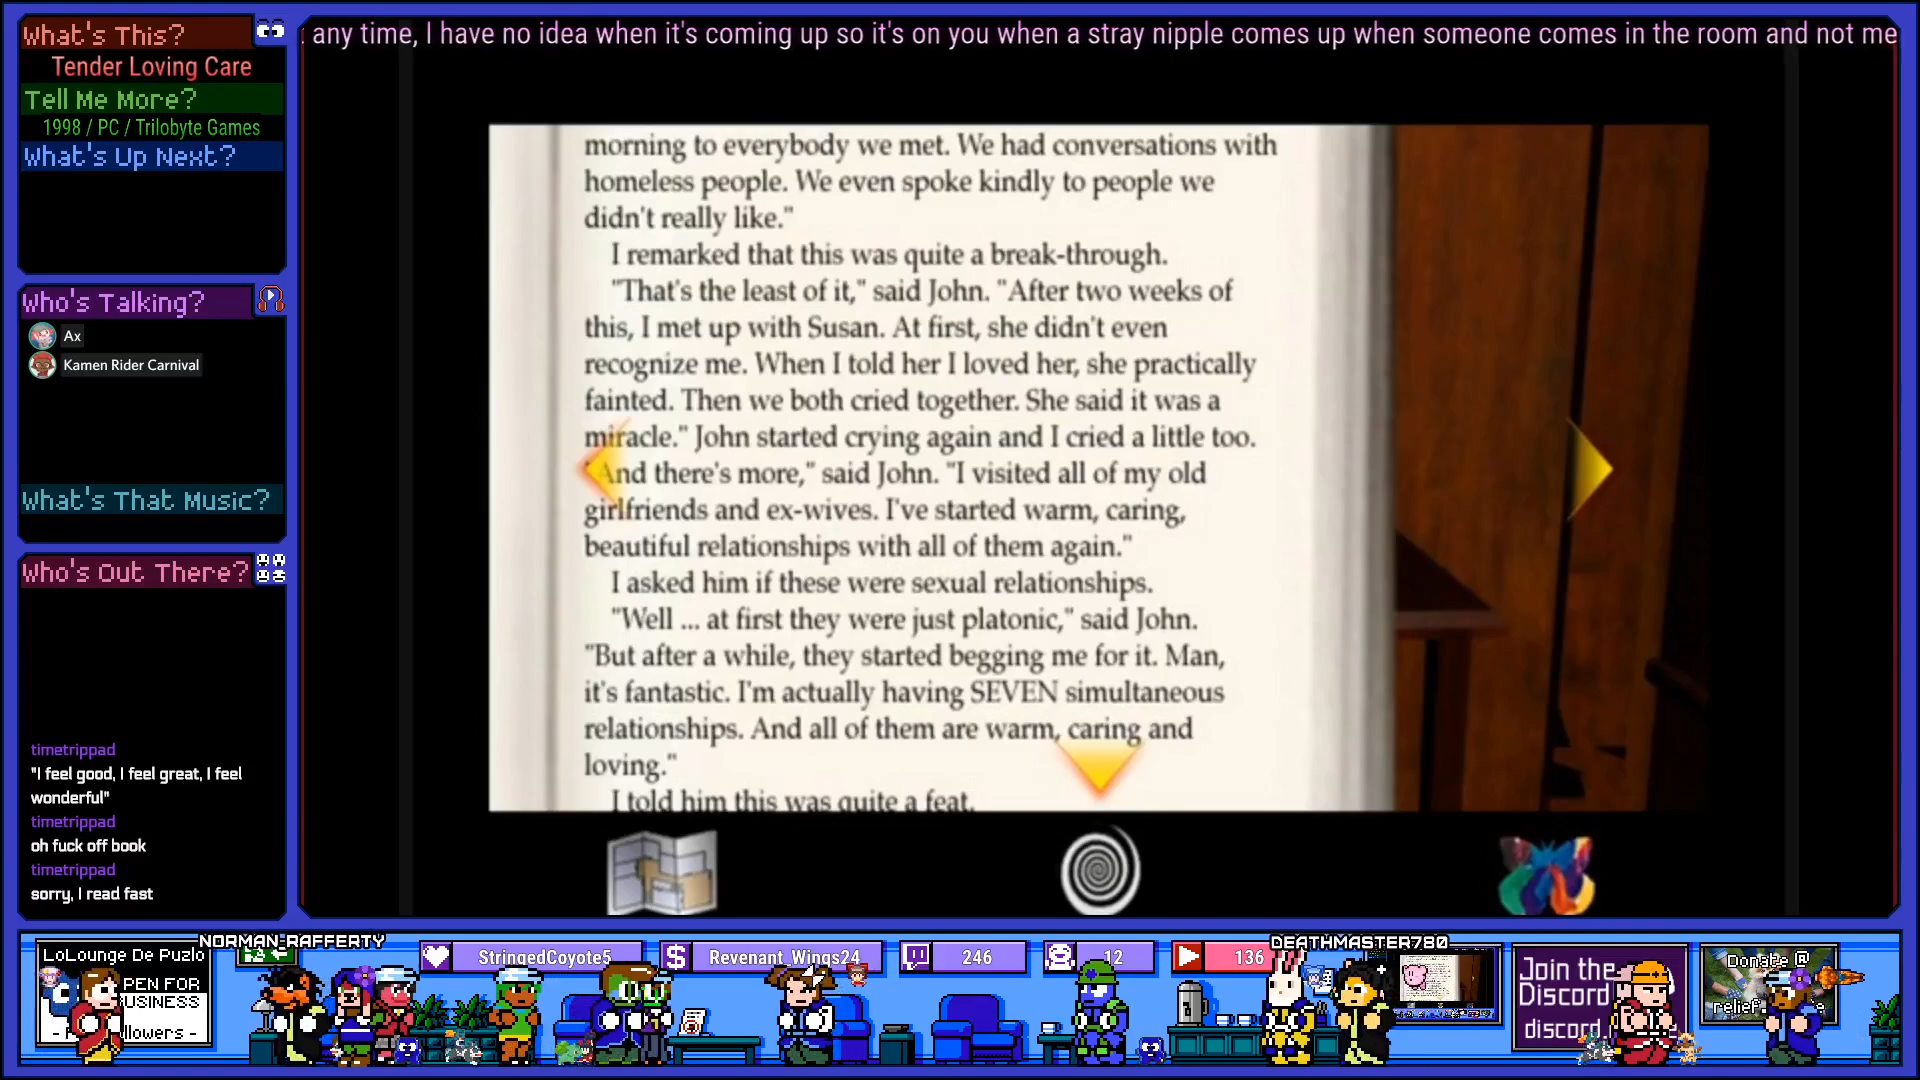 : any time, I have no idea when it's coming up so it's on you when a stray nipple comes up when someone comes in the room and not me
What's This?
Tender Loving Care
Tell Me More?
1998 / PC / Trilobyte Games
What's Up Next?
Who's Talking?
Ax
Kamen Rider Carnival
What's That Music?
Who's Out There?
timetrippad
"I feel good, I feel great, I feel
wonderful"
timetrippad
oh fuck off book
timetrippad
sorry, I read fast
morning to everybody we met. We had conversations with
homeless people. We even spoke kindly to people we
didn't really like."
I remarked that this was quite a break-through.
"That's the least of it," said John. "After two weeks of
this, I met up with Susan. At first, she didn't even
recognize me. When I told her I loved her, she practically
fainted. Then we both cried together. She said it was a
miracle." John started crying again and I cried a little too.
"And there's more," said John. "I visited all of my old
girlfriends and ex-wives. I've started warm, caring,
beautiful relationships with all of them again."
I asked him if these were sexual relationships.
"Well ... at first they were just platonic," said John.
"But after a while, they started begging me for it. Man,
it's fantastic. I'm actually having SEVEN simultaneous
relationships. And all of them are warm, caring and
loving."
I told him this was quite a feat.
NORMAN_RAFFERTY
DEATHMASTER780
LoLounge De Puzlo
PEN FOR
BUSINESS
llowers -
StringedCoyote5
Revenant_Wings24
246
12
136
Join the
Discord
discord.
Donate @
relief